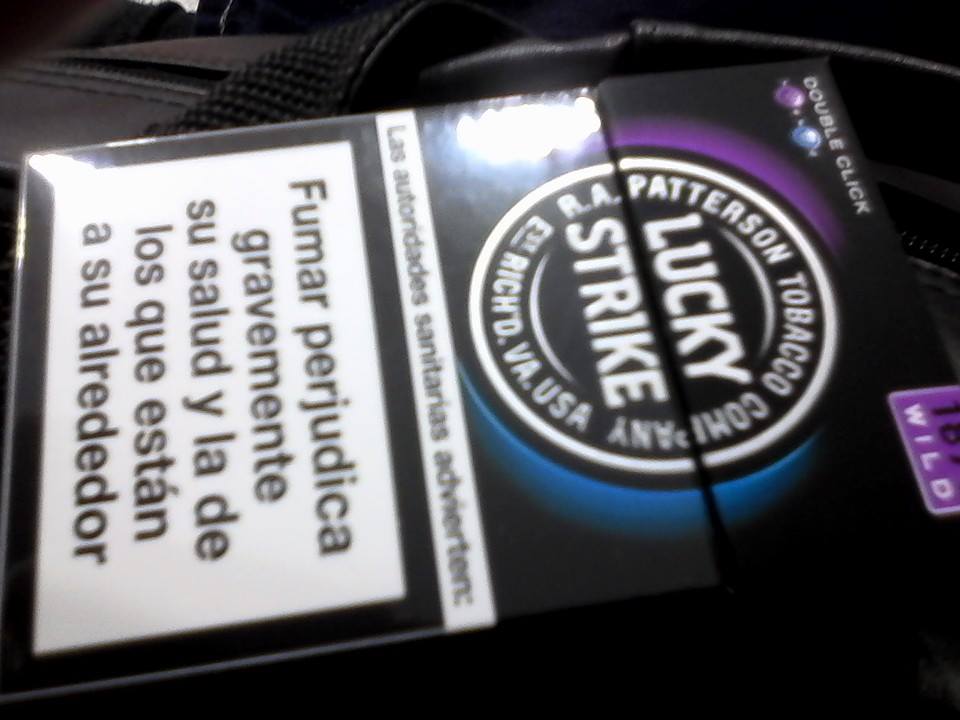 DOUBLE CLICK
WILD
R.A. PATTERSON TOBACCO COMPANY
LUCKY
STRIKE
RICH'D. VA. USA
Las autoridades sanitarias advierten:
Fumar perjudica
gravemente
su salud y la de
los que están
a su alrededor